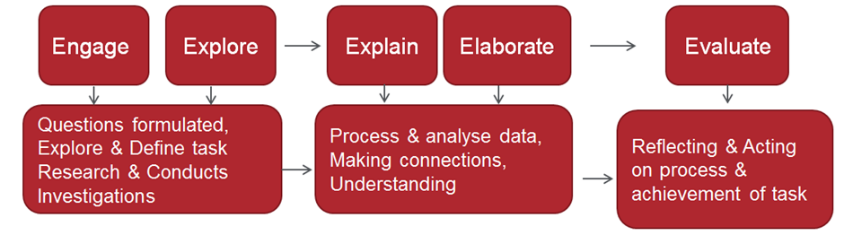 Engage
Explore
Explain
Elaborate
Evaluate
Questions formulated,
Explore & Define task
Research & Conducts
Investigations
Process & analyse data,
Making connections,
Understanding
Reflecting & Acting
on process &
achievement of task